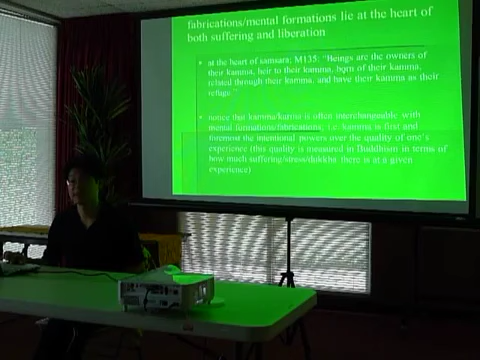 fabrications/mental formations lie at the heart of
both suffering and liberation
• at the heart of samsara; M135: "Beings are the owners of
their kamma, heir to their kamma, born of their kamma,
related through their kamma, and have their kamma as their
refuge."
• notice that kamma/karma is often interchangeable with
mental formations/fabrications, i.e. kamma is first and
foremost the intentional powers over the quality of one's
experience (this quality is measured in Buddhism in terms of
how much suffering/stress/dukkha there is at a given
experience)